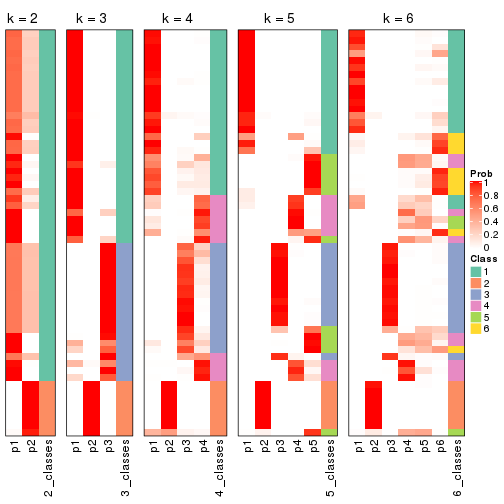 k = 2
k = 3
k = 4
k = 5
k = 6
p1
p2
2_classes
p1
p2
p3
3_classes
p1
p2
p3
p4
4_classes
p1
p2
p3
p4
p5
5_classes
p1
p2
p3
p4
p5
p6
6_classes
Prob
1
0.8
0.6
0.4
0.2
0
Class
1
2
3
4
5
6